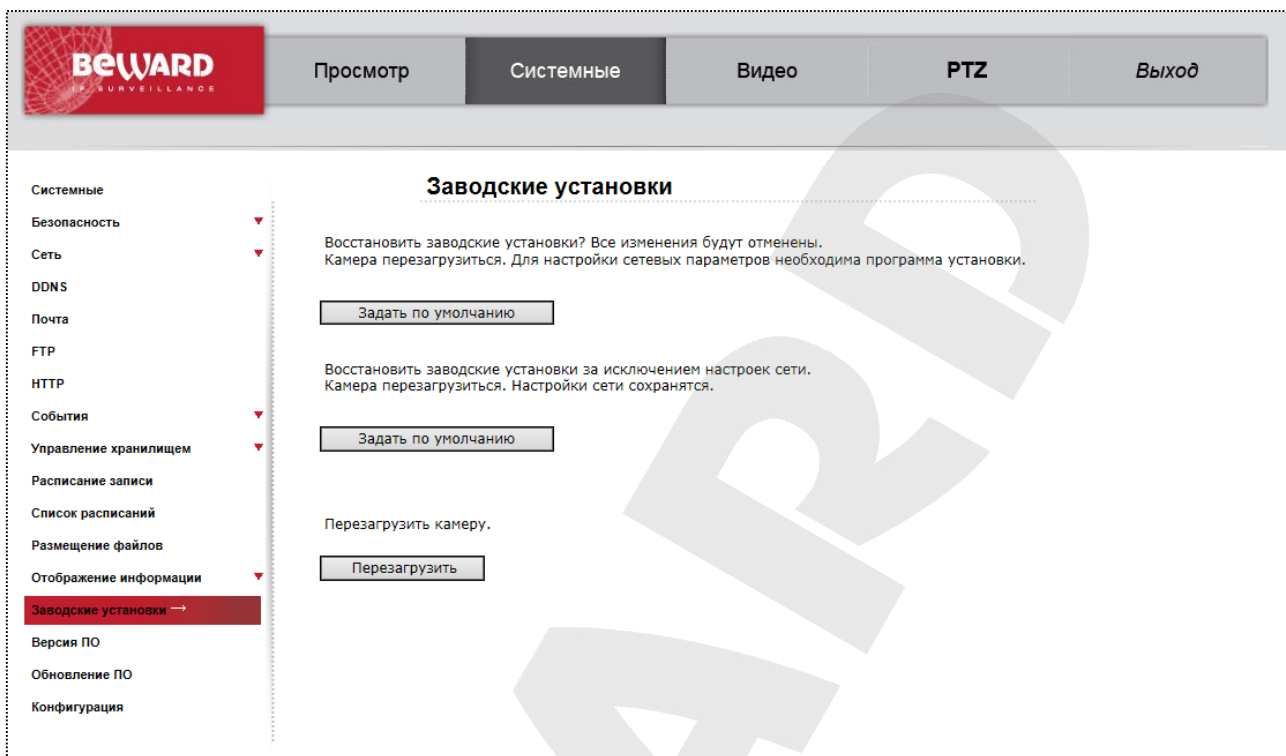 BEWARD
IP SURVEILLANCE
Просмотр
Системные
Видео
PTZ
Выход
Системные
Безопасность
Сеть
DDNS
Почта
FTP
HTTP
События
Управление хранилищем
Расписание записи
Список расписаний
Размещение файлов
Отображение информации
Заводские установки →
Версия ПО
Обновление ПО
Конфигурация
Заводские установки
Восстановить заводские установки? Все изменения будут отменены.
Камера перезагрузиться. Для настройки сетевых параметров необходима программа установки.
Задать по умолчанию
Восстановить заводские установки за исключением настроек сети.
Камера перезагрузиться. Настройки сети сохранятся.
Задать по умолчанию
Перезагрузить камеру.
Перезагрузить
ARD